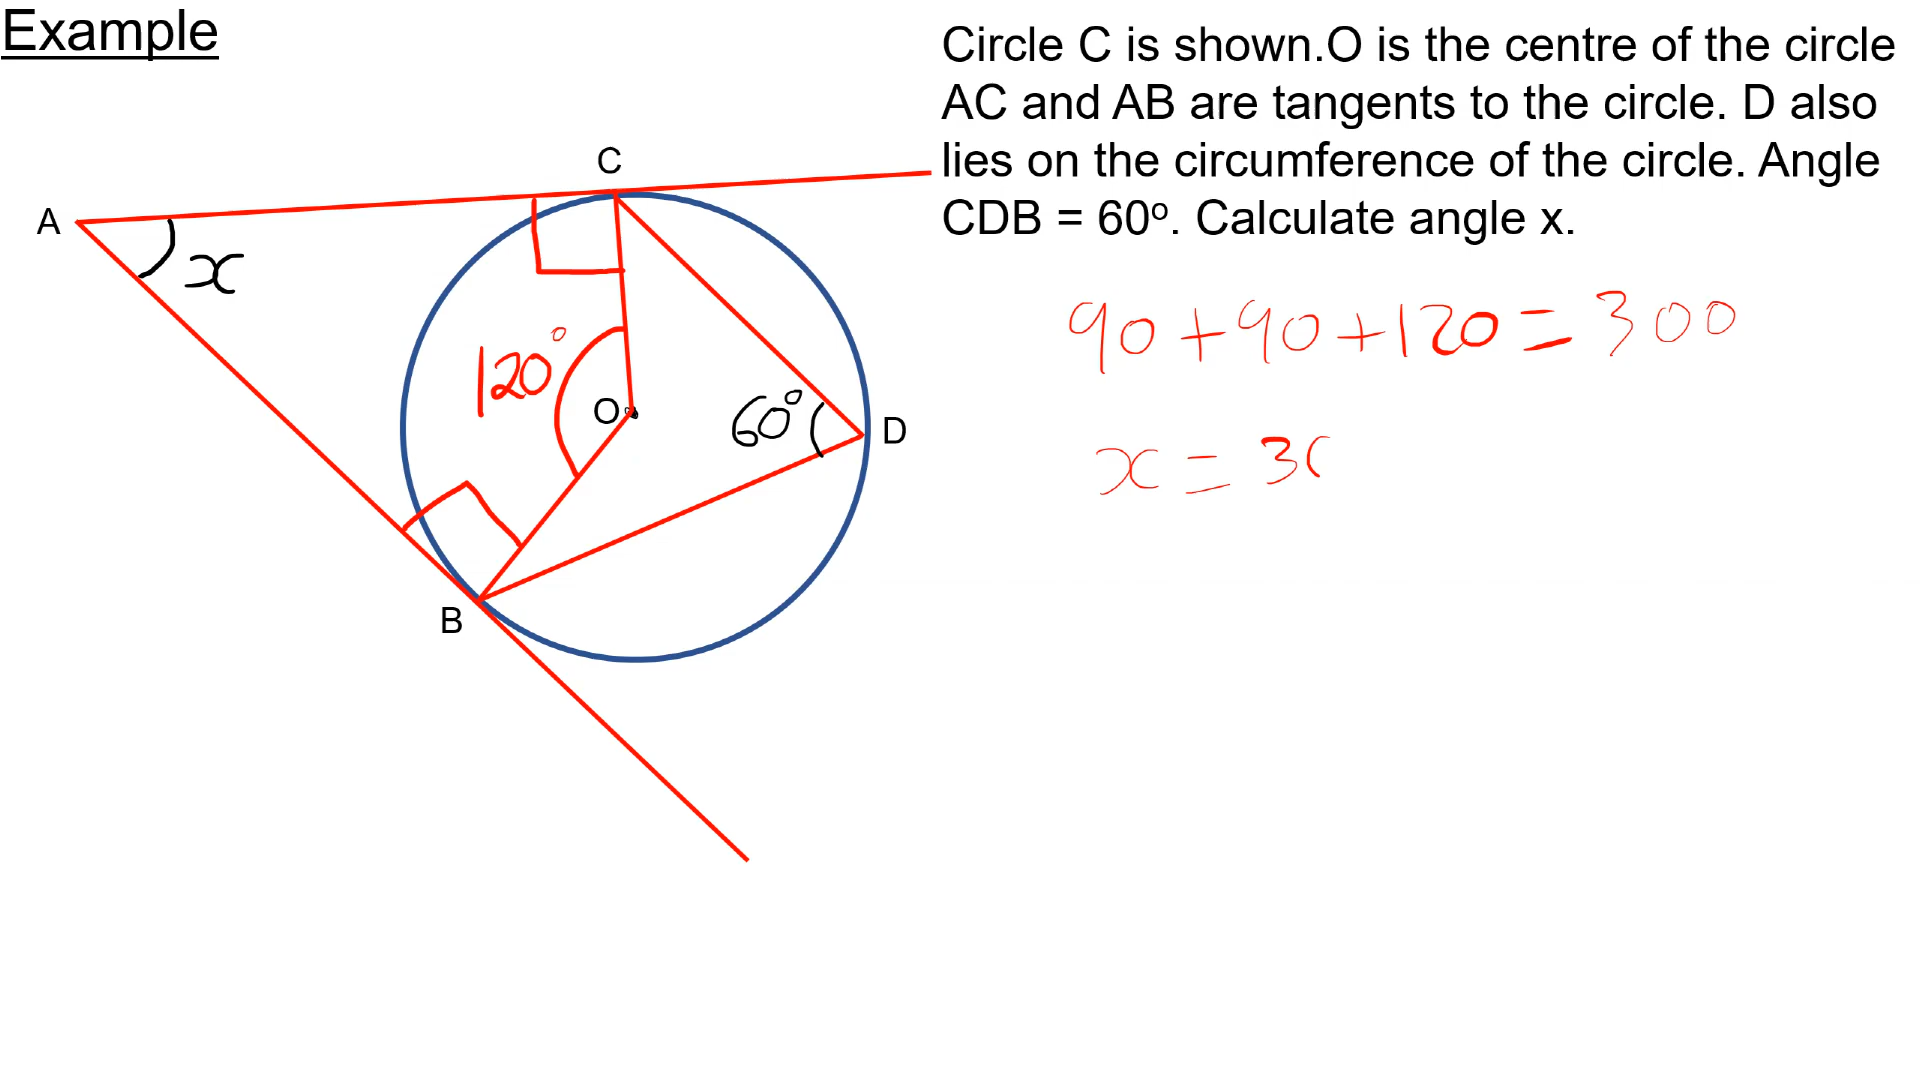 Example
Circle C is shown.O is the centre of the circle
AC and AB are tangents to the circle. D also
lies on the circumference of the circle. Angle
CDB = 60º. Calculate angle x.
C
A
x
120°
O
60°
D
B
90+90+120=300
x=3(